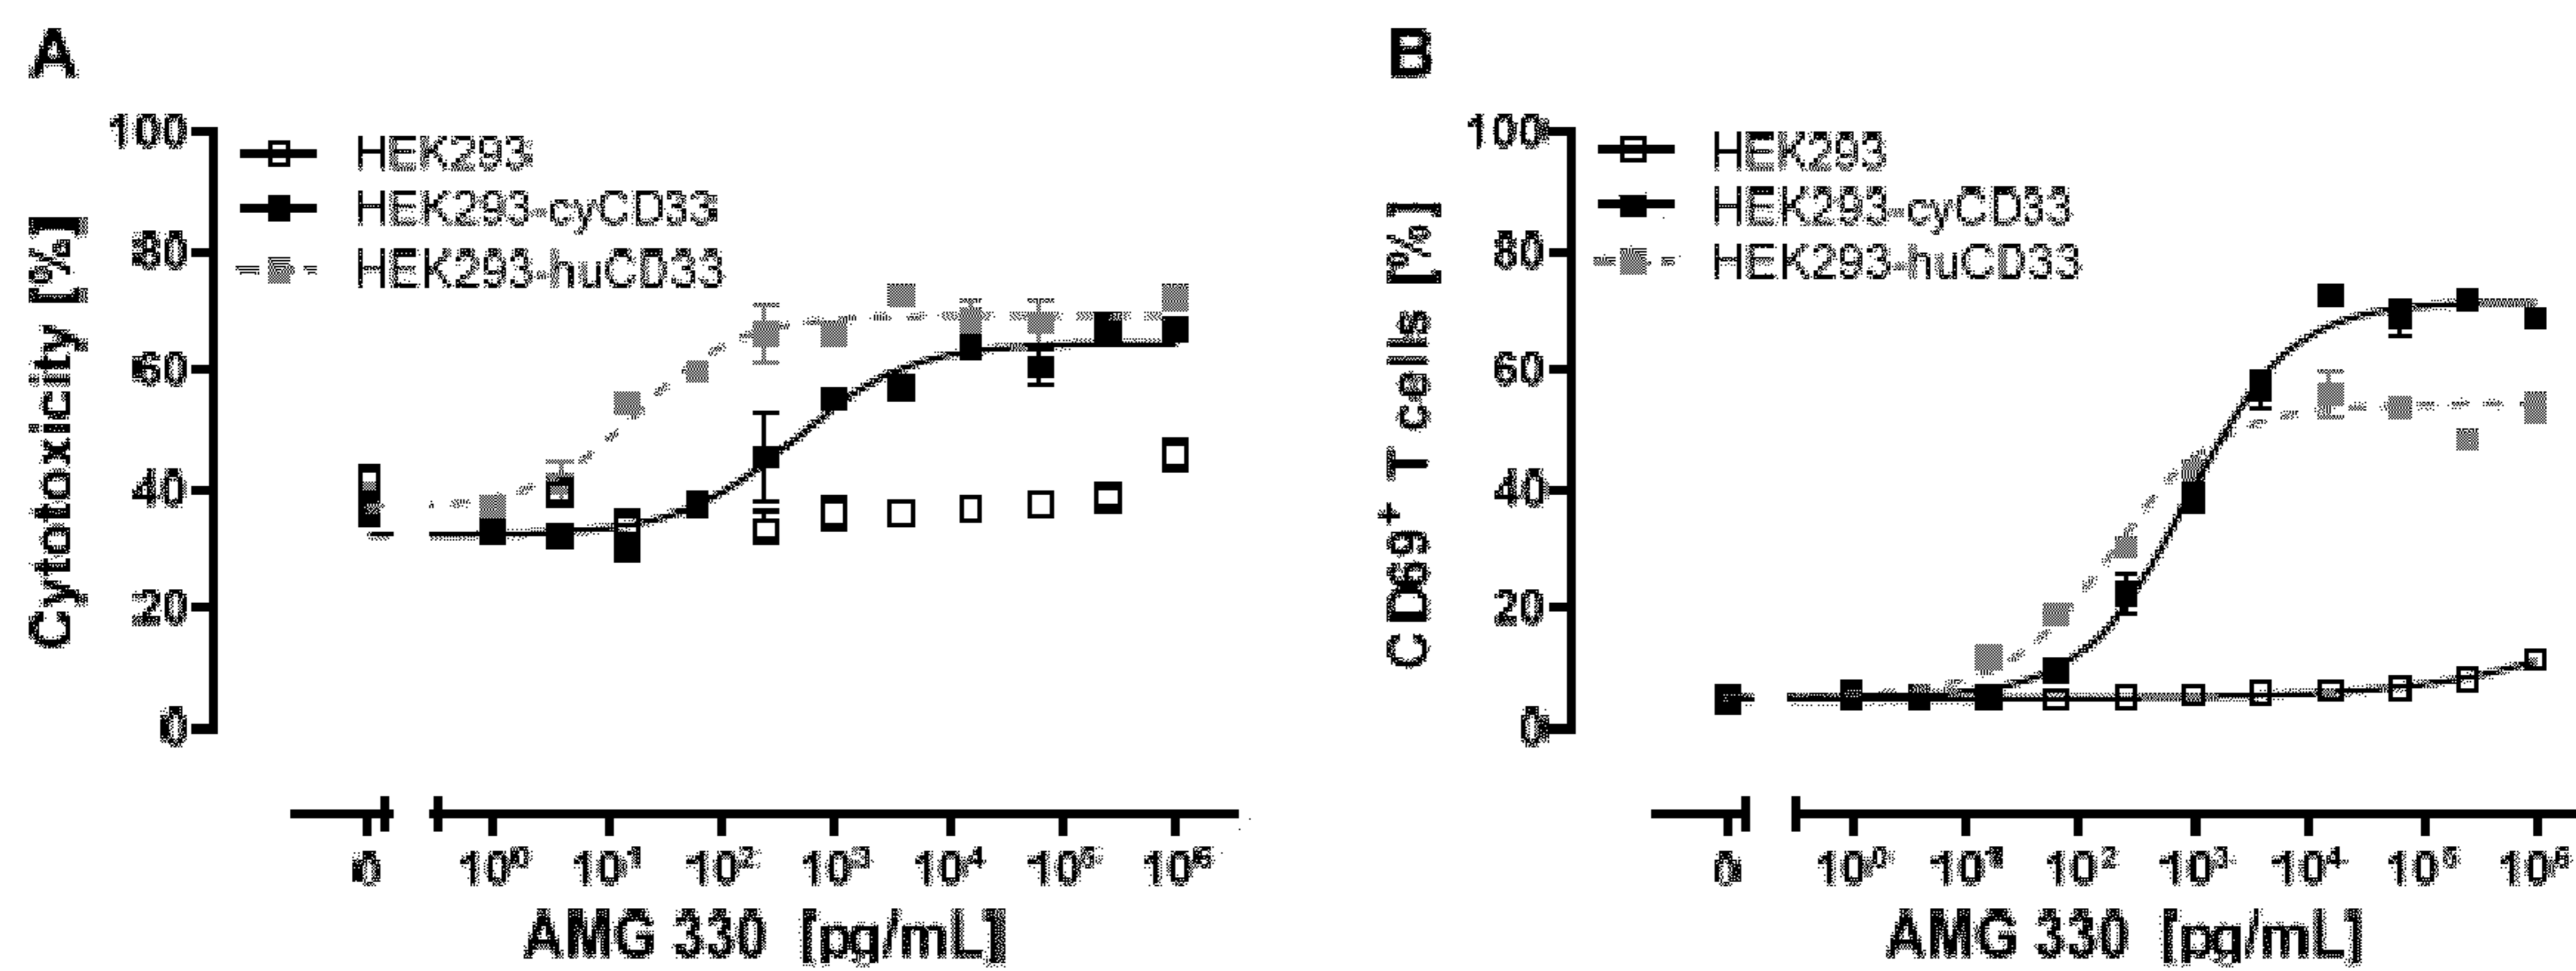 A
100
80
60
40
20
0
Cytotoxicity [%]
HEK293
HEK293-cyCD33
HEK293-huCD33
0 10⁰ 10¹ 10² 10³ 10⁴ 10⁵ 10⁶
AMG 330 [pg/mL]
B
100
80
60
40
20
0
CD69⁺ T cells [%]
HEK293
HEK293-cyCD33
HEK293-huCD33
0 10⁰ 10¹ 10² 10³ 10⁴ 10⁵ 10⁶
AMG 330 [pg/mL]